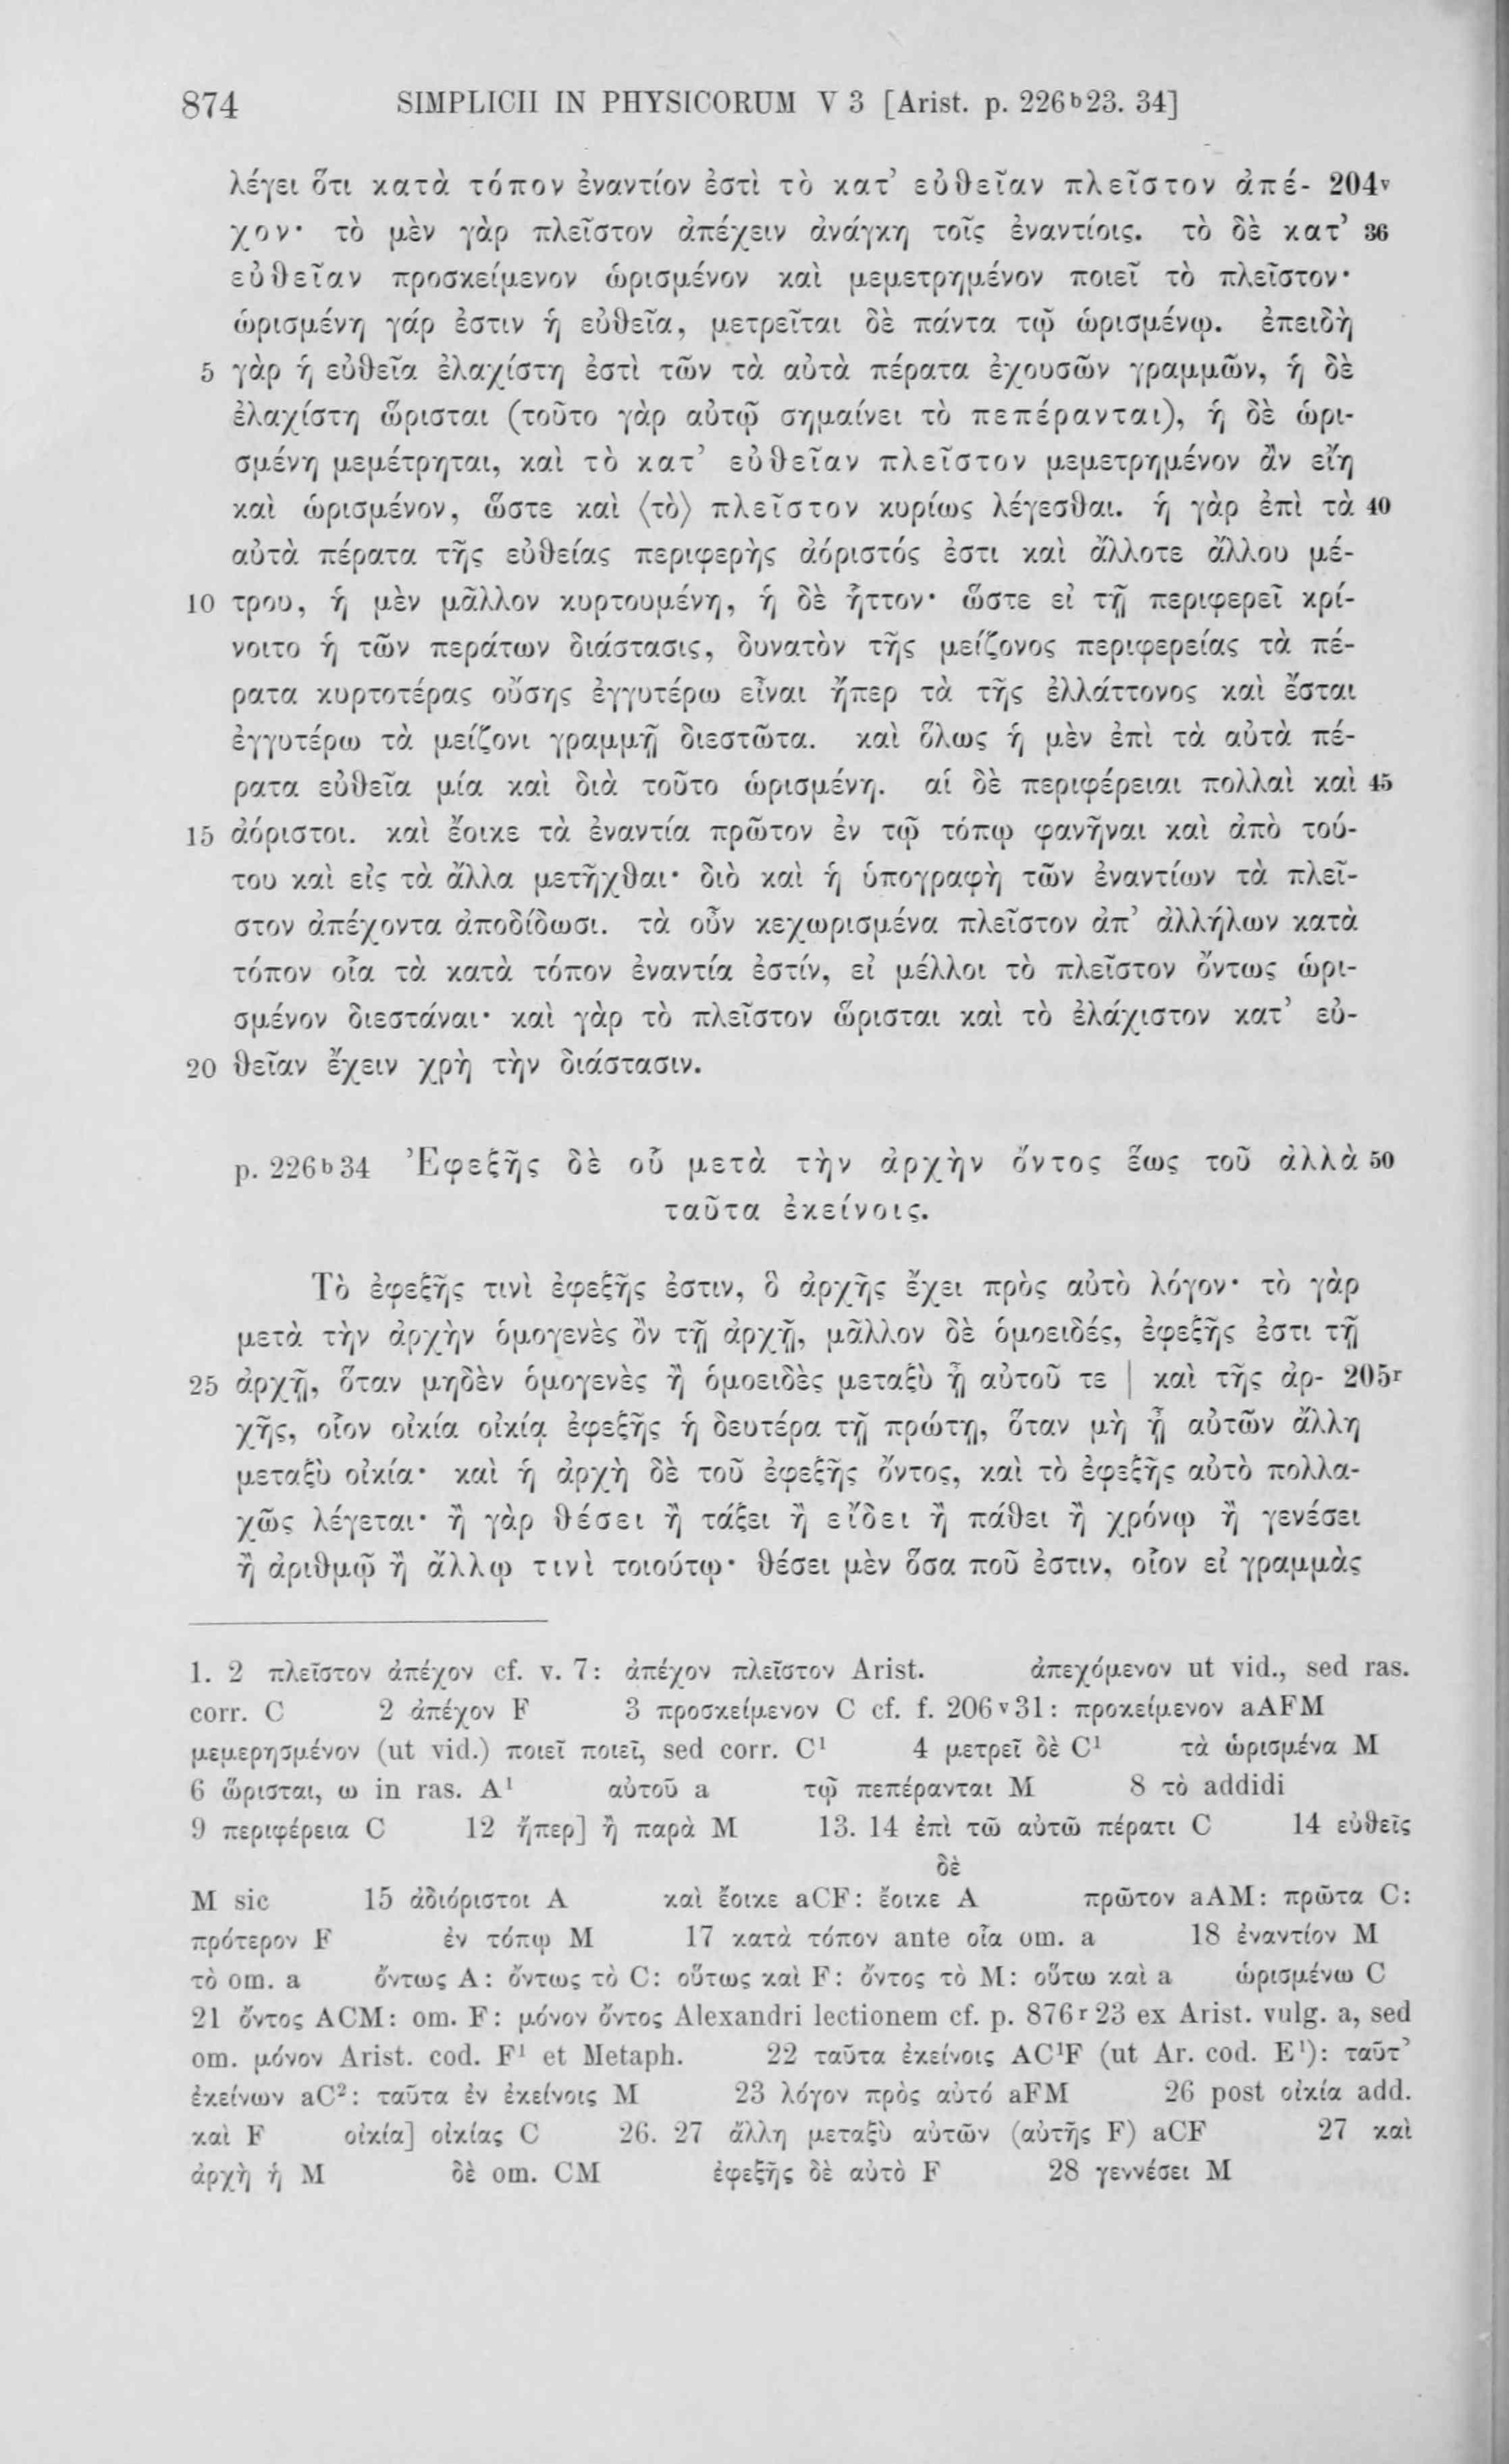 874 SIMPLICII IN PHYSICORUM V 3 [Arist. p. 226ᵇ23. 34]
λέγει ὅτι κατὰ τόπον ἐναντίον ἐστὶ τὸ κατ’ εὐθεῖαν πλεῖστον ἀπέ- 204ᵛ
χον· τὸ μὲν γὰρ πλεῖστον ἀπέχειν ἀνάγκη τοῖς ἐναντίοις. τὸ δὲ κατ’ 36
εὐθεῖαν προσκείμενον ὡρισμένον καὶ μεμετρημένον ποιεῖ τὸ πλεῖστον·
ὡρισμένη γάρ ἐστιν ἡ εὐθεῖα, μετρεῖται δὲ πάντα τῷ ὡρισμένῳ. ἐπειδὴ
5 γὰρ ἡ εὐθεῖα ἐλαχίστη ἐστὶ τῶν τὰ αὐτὰ πέρατα ἐχουσῶν γραμμῶν, ἡ δὲ
ἐλαχίστη ὥρισται (τοῦτο γὰρ αὐτῷ σημαίνει τὸ πεπέρανται), ἡ δὲ ὡρι-
σμένη μεμέτρηται, καὶ τὸ κατ’ εὐθεῖαν πλεῖστον μεμετρημένον ἂν εἴη
καὶ ὡρισμένον, ὥστε καὶ ⟨τὸ⟩ πλεῖστον κυρίως λέγεσθαι. ἡ γὰρ ἐπὶ τὰ 40
αὐτὰ πέρατα τῆς εὐθείας περιφερὴς ἀόριστός ἐστι καὶ ἄλλοτε ἄλλου μέ-
10 τρου, ἡ μὲν μᾶλλον κυρτουμένη, ἡ δὲ ἧττον· ὥστε εἰ τῇ περιφερεῖ κρί-
νοιτο ἡ τῶν περάτων διάστασις, δυνατὸν τῆς μείζονος περιφερείας τὰ πέ-
ρατα κυρτοτέρας οὔσης ἐγγυτέρω εἶναι ἤπερ τὰ τῆς ἐλλάττονος καὶ ἔσται
ἐγγυτέρω τὰ μείζονι γραμμῇ διεστῶτα. καὶ ὅλως ἡ μὲν ἐπὶ τὰ αὐτὰ πέ-
ρατα εὐθεῖα μία καὶ διὰ τοῦτο ὡρισμένη. αἱ δὲ περιφέρειαι πολλαὶ καὶ 45
15 ἀόριστοι. καὶ ἔοικε τὰ ἐναντία πρῶτον ἐν τῷ τόπῳ φανῆναι καὶ ἀπὸ τού-
του καὶ εἰς τὰ ἄλλα μετῆχθαι· διὸ καὶ ἡ ὑπογραφὴ τῶν ἐναντίων τὰ πλεῖ-
στον ἀπέχοντα ἀποδίδωσι. τὰ οὖν κεχωρισμένα πλεῖστον ἀπ’ ἀλλήλων κατὰ
τόπον οἷα τὰ κατὰ τόπον ἐναντία ἐστίν, εἰ μέλλοι τὸ πλεῖστον ὄντως ὡρι-
σμένον διεστάναι· καὶ γὰρ τὸ πλεῖστον ὥρισται καὶ τὸ ἐλάχιστον κατ’ εὐ-
20 θεῖαν ἔχειν χρὴ τὴν διάστασιν.
p. 226ᵇ34 Ἐφεξῆς δὲ οὗ μετὰ τὴν ἀρχὴν ὄντος ἕως τοῦ ἀλλὰ 50
ταῦτα ἐκείνοις.
Τὸ ἐφεξῆς τινὶ ἐφεξῆς ἐστιν, ὃ ἀρχῆς ἔχει πρὸς αὐτὸ λόγον· τὸ γὰρ
μετὰ τὴν ἀρχὴν ὁμογενὲς ὂν τῇ ἀρχῇ, μᾶλλον δὲ ὁμοειδές, ἐφεξῆς ἐστι τῇ
25 ἀρχῇ, ὅταν μηδὲν ὁμογενὲς ἢ ὁμοειδὲς μεταξὺ ᾖ αὐτοῦ τε | καὶ τῆς ἀρ- 205ʳ
χῆς, οἷον οἰκία οἰκίᾳ ἐφεξῆς ἡ δευτέρα τῇ πρώτῃ, ὅταν μὴ ᾖ αὐτῶν ἄλλη
μεταξὺ οἰκία· καὶ ἡ ἀρχὴ δὲ τοῦ ἐφεξῆς ὄντος, καὶ τὸ ἐφεξῆς αὐτὸ πολλα-
χῶς λέγεται· ἢ γὰρ θέσει ἢ τάξει ἢ εἴδει ἢ πάθει ἢ χρόνῳ ἢ γενέσει
ἢ ἀριθμῷ ἢ ἄλλῳ τινὶ τοιούτῳ· θέσει μὲν ὅσα ποῦ ἐστιν, οἷον εἰ γραμμὰς
1. 2 πλεῖστον ἀπέχον cf. v. 7: ἀπέχον πλεῖστον Arist. ἀπεχόμενον ut vid., sed ras.
corr. C 2 ἀπέχον F 3 προσκείμενον C cf. f. 206ᵛ31: προκείμενον aAFM
μεμερησμένον (ut vid.) ποιεῖ ποιεῖ, sed corr. C¹ 4 μετρεῖ δὲ C¹ τὰ ὡρισμένα M
6 ὥρισται, ω in ras. A¹ αὐτοῦ a τῷ πεπέρανται M 8 τὸ addidi
9 περιφέρεια C 12 ἤπερ] ἢ παρὰ M 13. 14 ἐπὶ τῶ αὐτῶ πέρατι C 14 εὐθεῖς
δὲ
M sic 15 ἀδιόριστοι A καὶ ἔοικε aCF: ἔοικε A πρῶτον aAM: πρῶτα C:
πρότερον F ἐν τόπῳ M 17 κατὰ τόπον ante οἷα om. a 18 ἐναντίον M
τὸ om. a ὄντως A: ὄντως τὸ C: οὕτως καὶ F: ὄντος τὸ M: οὕτω καὶ a ὡρισμένω C
21 ὄντος ACM: om. F: μόνον ὄντος Alexandri lectionem cf. p. 876ʳ23 ex Arist. vulg. a, sed
om. μόνον Arist. cod. F¹ et Metaph. 22 ταῦτα ἐκείνοις AC¹F (ut Ar. cod. E¹): ταῦτ’
ἐκείνων aC²: ταῦτα ἐν ἐκείνοις M 23 λόγον πρὸς αὐτό aFM 26 post οἰκία add.
καὶ F οἰκία] οἰκίας C 26. 27 ἄλλη μεταξὺ αὐτῶν (αὐτῆς F) aCF 27 καὶ
ἀρχὴ ἡ M δὲ om. CM ἐφεξῆς δὲ αὐτὸ F 28 γεννέσει M